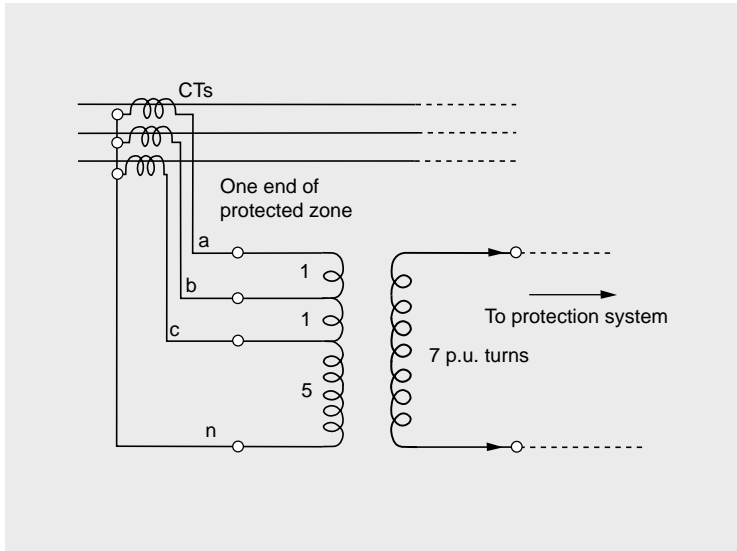 CTs
One end of
protected zone
a
1
b
1
To protection system
c
7 p.u. turns
5
n